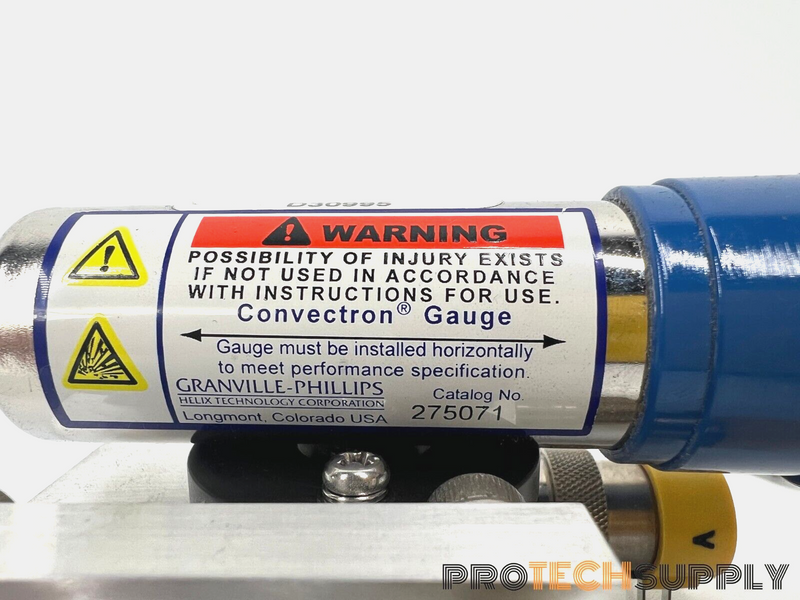 WARNING
POSSIBILITY OF INJURY EXISTS
IF NOT USED IN ACCORDANCE
WITH INSTRUCTIONS FOR USE.
Convectron® Gauge
Gauge must be installed horizontally
to meet performance specification.
GRANVILLE-PHILLIPS
HELIX TECHNOLOGY CORPORATION
Longmont, Colorado USA
Catalog No.
275071
V
PROTECHSUPPLY